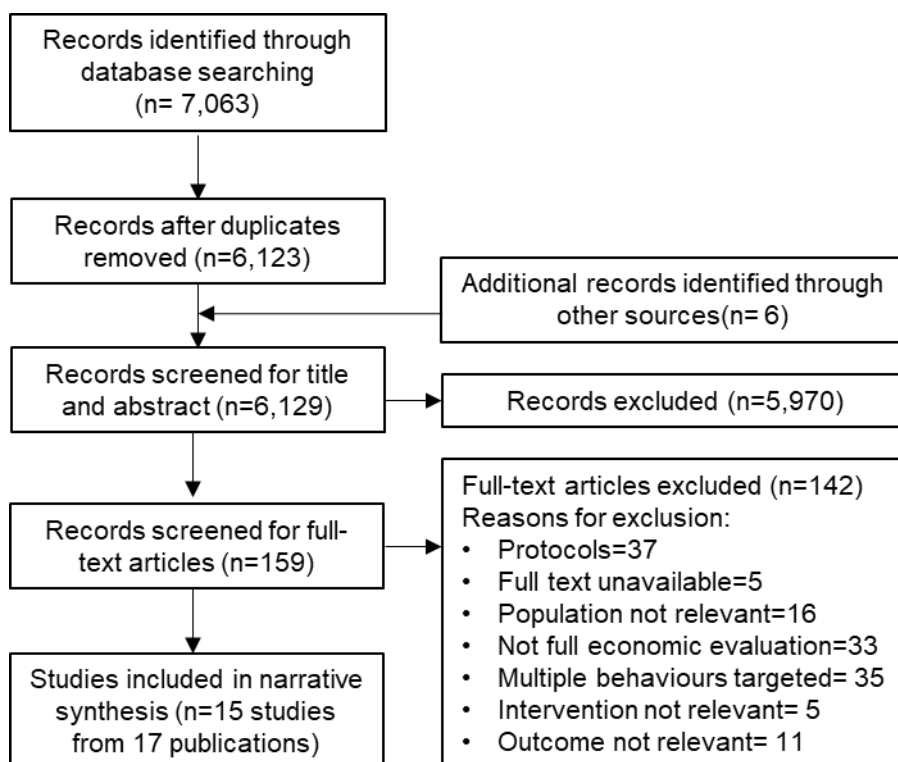 Records identified through
database searching
(n= 7,063)
Records after duplicates
removed (n=6,123)
Additional records identified through
other sources(n= 6)
Records screened for title
and abstract (n=6,129)
Records excluded (n=5,970)
Records screened for full-
text articles (n=159)
Full-text articles excluded (n=142)
Reasons for exclusion:
• Protocols=37
• Full text unavailable=5
• Population not relevant=16
• Not full economic evaluation=33
• Multiple behaviours targeted= 35
• Intervention not relevant= 5
• Outcome not relevant= 11
Studies included in narrative
synthesis (n=15 studies
from 17 publications)